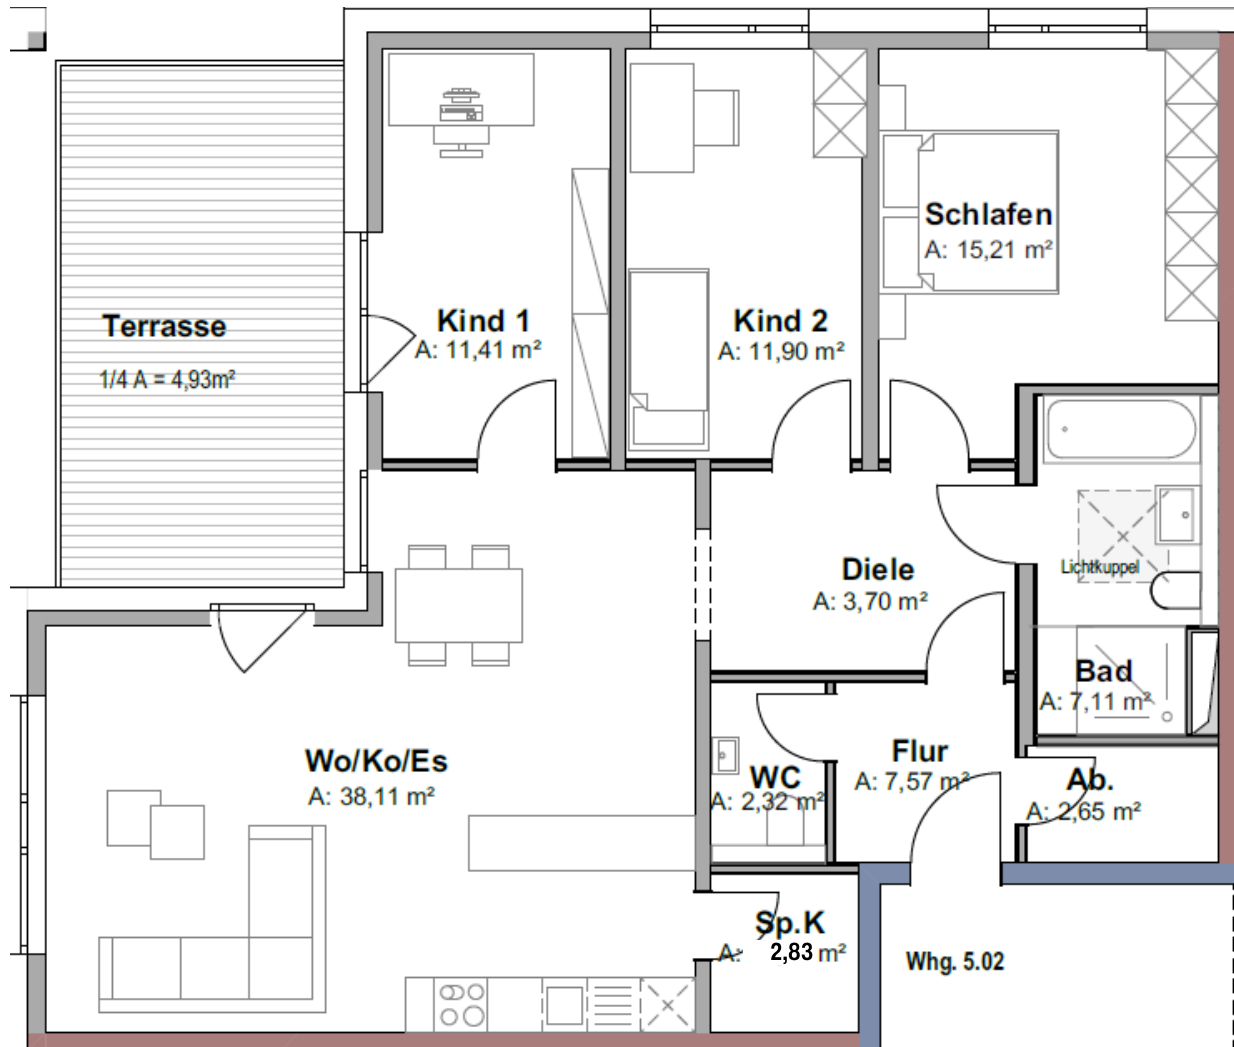 Schlafen
A: 15,21 m²
Kind 1
A: 11,41 m²
Kind 2
A: 11,90 m²
Terrasse
1/4 A = 4,93m²
Diele
A: 3,70 m²
Lichtkuppel
Bad
A: 7,11 m²
Wo/Ko/Es
A: 38,11 m²
Flur
A: 7,57 m²
WC
A: 2,32 m²
Ab.
A: 2,65 m²
Sp.K
A: 2,83 m²
Whg. 5.02